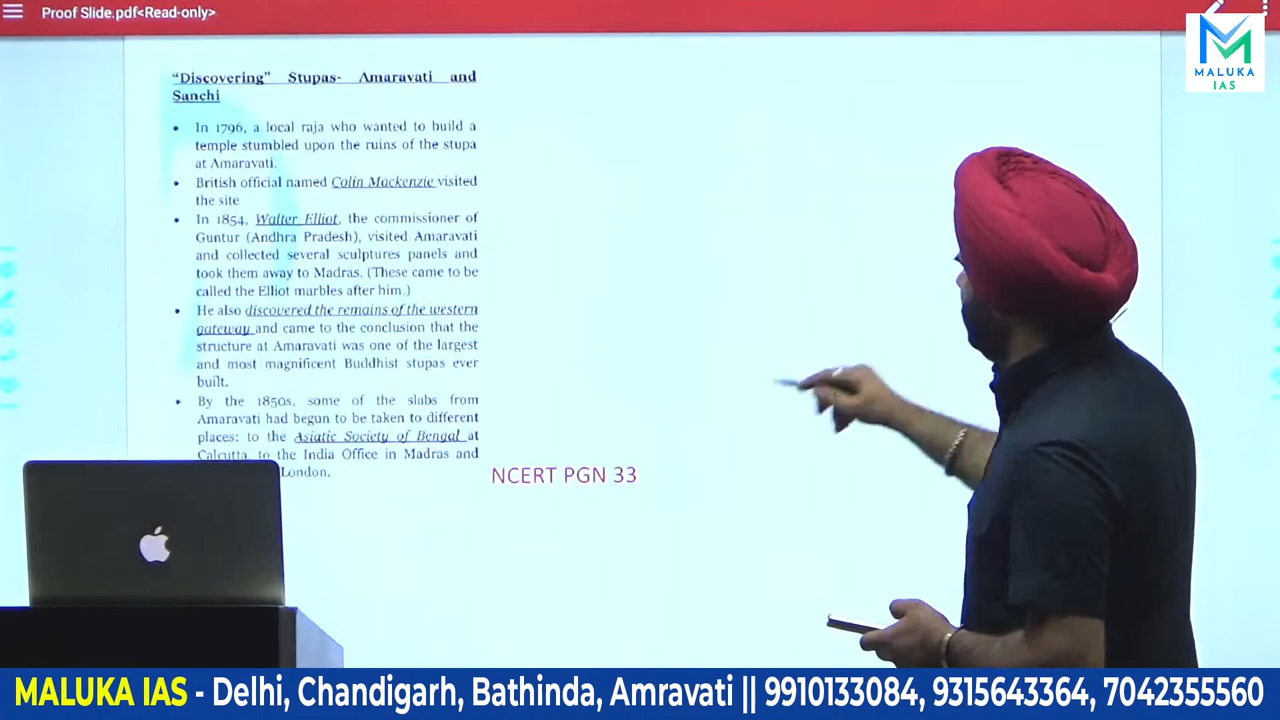 Proof Slide.pdf<Read-only>
MALUKA
IAS
"Discovering" Stupas- Amaravati and
Sanchi
• In 1796, a local raja who wanted to build a
temple stumbled upon the ruins of the stupa
at Amaravati.
• British official named Colin Mackenzie visited
the site
• In 1854, Walter Elliot, the commissioner of
Guntur (Andhra Pradesh), visited Amaravati
and collected several sculptures panels and
took them away to Madras. (These came to be
called the Elliot marbles after him.)
• He also discovered the remains of the western
gateway and came to the conclusion that the
structure at Amaravati was one of the largest
and most magnificent Buddhist stupas ever
built.
• By the 1850s, some of the slabs from
Amaravati had begun to be taken to different
places: to the Asiatic Society of Bengal at
Calcutta, to the India Office in Madras and
London.
NCERT PGN 33
MALUKA IAS - Delhi, Chandigarh, Bathinda, Amravati || 9910133084, 9315643364, 7042355560